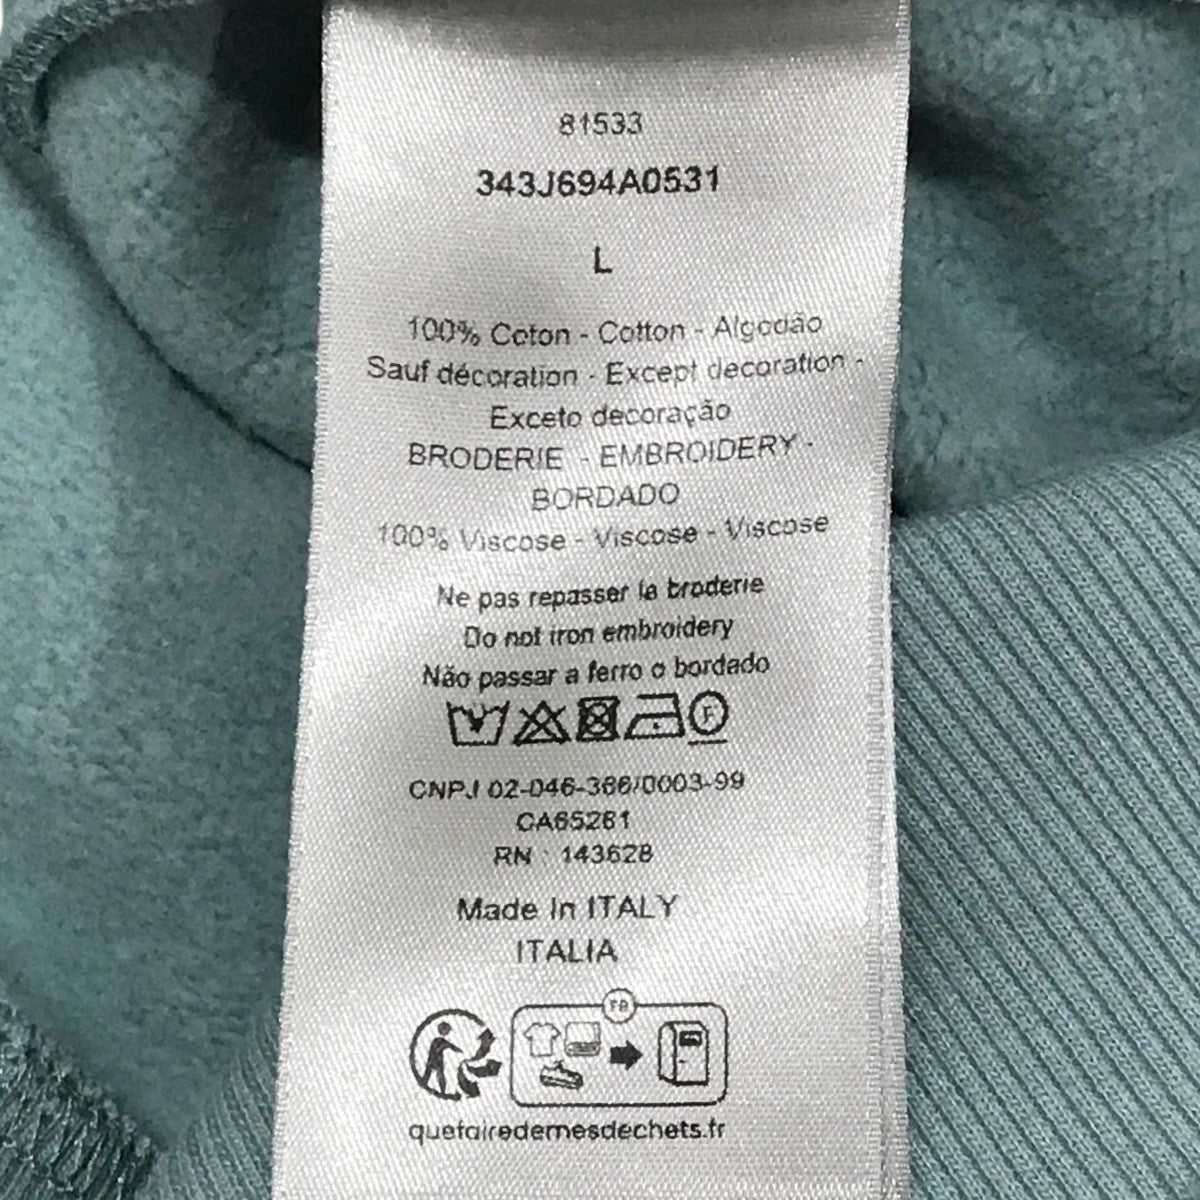 81533
343J694A0531
L
100% Coton - Cotton - Algodão
Sauf décoration - Except decoration -
Exceto decoração
BRODERIE - EMBROIDERY -
BORDADO
100% Viscose - Viscose - Viscose
Ne pas repasser la broderie
Do not iron embroidery
Não passar a ferro o bordado
F
CNPJ 02-046-386/0003-99
CA65281
RN : 143628
Made in ITALY
ITALIA
FR
quefairedemesdechets.fr